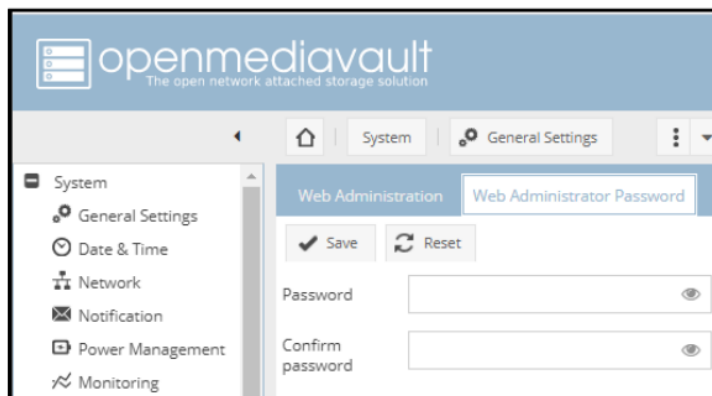 openmediavault
The open network attached storage solution
System
General Settings
System
General Settings
Date & Time
Network
Notification
Power Management
Monitoring
Web Administration
Web Administrator Password
Save
Reset
Password
Confirm
password